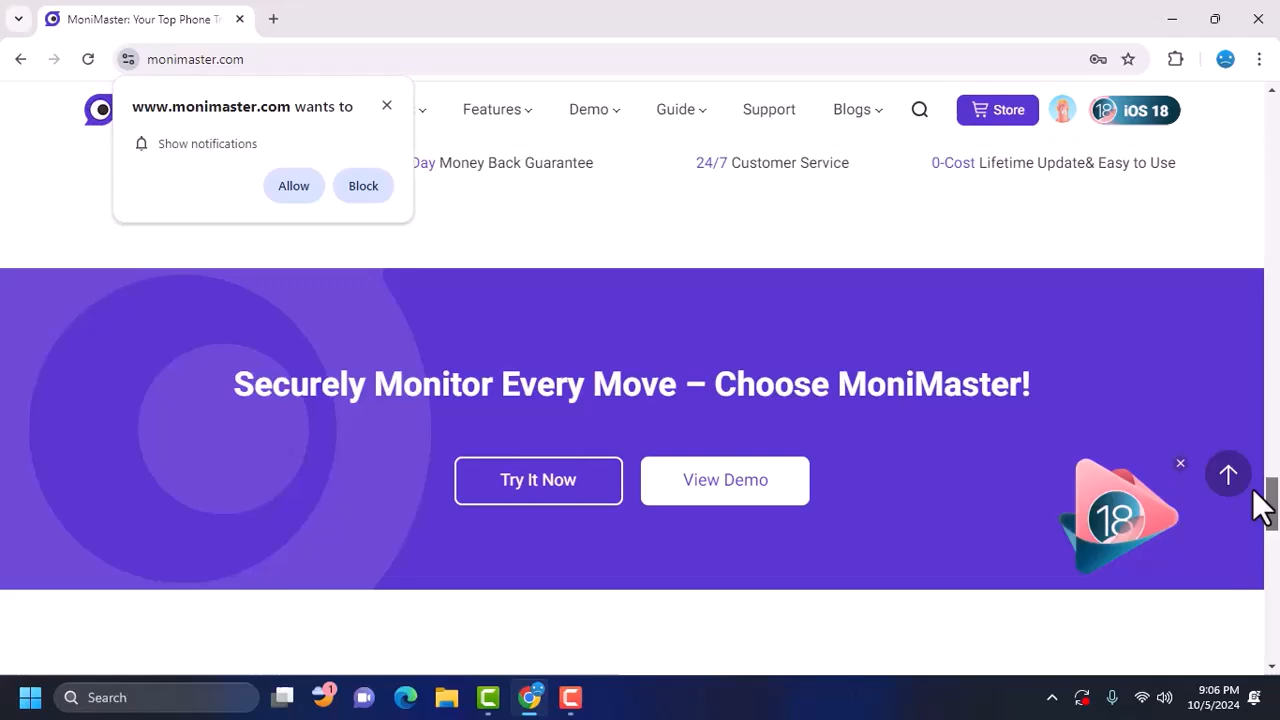 MoniMaster: Your Top Phone T
monimaster.com
www.monimaster.com wants to
Show notifications
Allow
Block
Features
Demo
Guide
Support
Blogs
Store
18
iOS 18
Day Money Back Guarantee
24/7 Customer Service
0-Cost Lifetime Update& Easy to Use
Securely Monitor Every Move – Choose MoniMaster!
Try It Now
View Demo
18
Search
1
9:06 PM
10/5/2024